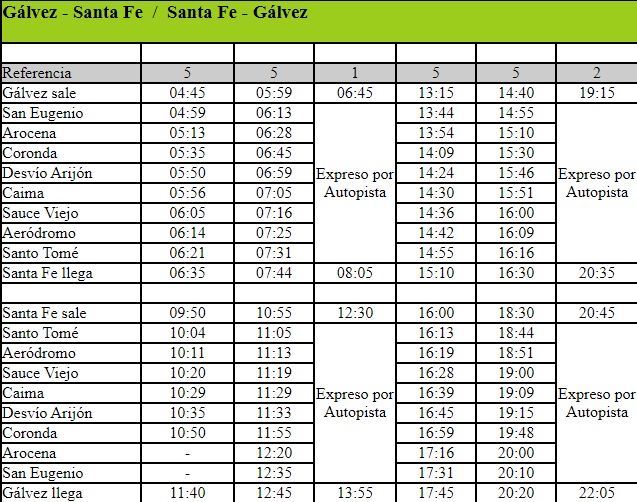 Gálvez - Santa Fe / Santa Fe - Gálvez
Referencia 5 5 1 5 5 2
Gálvez sale 04:45 05:59 06:45 13:15 14:40 19:15
San Eugenio 04:59 06:13 13:44 14:55
Arocena 05:13 06:28 13:54 15:10
Coronda 05:35 06:45 14:09 15:30
Desvío Arijón 05:50 06:59 Expreso por 14:24 15:46 Expreso por
Caima 05:56 07:05 Autopista 14:30 15:51 Autopista
Sauce Viejo 06:05 07:16 14:36 16:00
Aeródromo 06:14 07:25 14:42 16:09
Santo Tomé 06:21 07:31 14:55 16:16
Santa Fe llega 06:35 07:44 08:05 15:10 16:30 20:35
Santa Fe sale 09:50 10:55 12:30 16:00 18:30 20:45
Santo Tomé 10:04 11:05 16:13 18:44
Aeródromo 10:11 11:13 16:19 18:51
Sauce Viejo 10:20 11:19 16:28 19:00
Caima 10:29 11:29 Expreso por 16:39 19:09 Expreso por
Desvío Arijón 10:35 11:33 Autopista 16:45 19:15 Autopista
Coronda 10:50 11:55 16:59 19:48
Arocena - 12:20 17:16 20:00
San Eugenio - 12:35 17:31 20:10
Gálvez llega 11:40 12:45 13:55 17:45 20:20 22:05